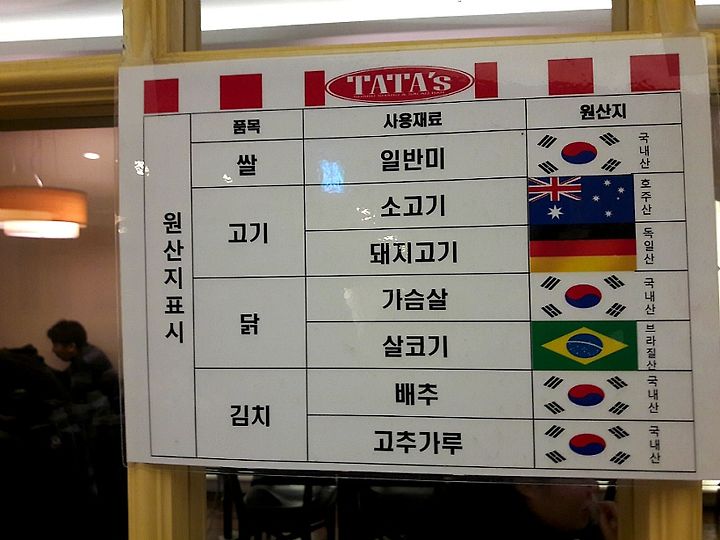 TATA'S
원산지표시
품목 사용재료 원산지
쌀 일반미 국내산
고기 소고기 호주산
돼지고기 독일산
닭 가슴살 국내산
살코기 브라질산
김치 배추 국내산
고추가루 국내산